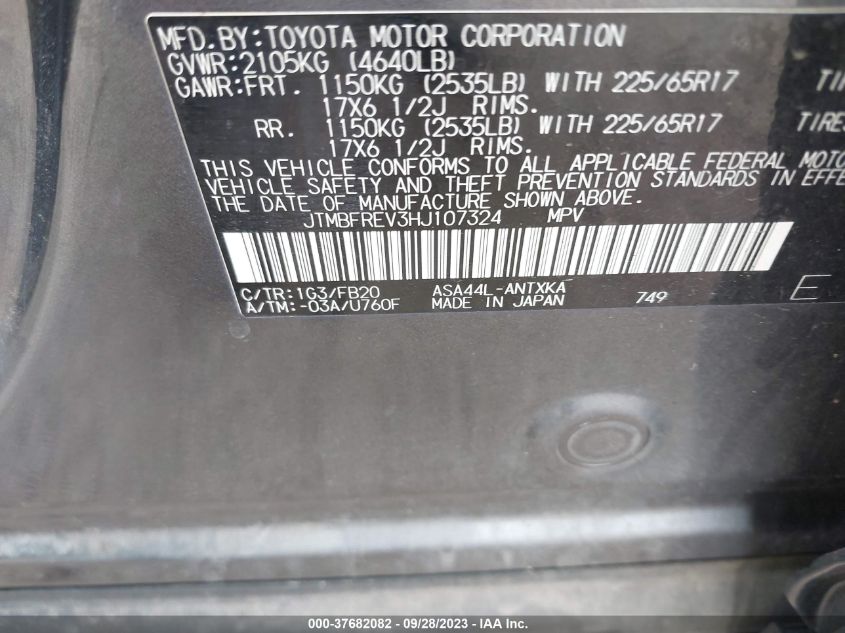 MFD.BY:TOYOTA MOTOR CORPORATION
GVWR:2105KG (4640LB)
GAWR:FRT. 1150KG (2535LB) WITH 225/65R17
17X6 1/2J RIMS.
RR. 1150KG (2535LB) WITH 225/65R17 TIRES
17X6 1/2J RIMS.
THIS VEHICLE CONFORMS TO ALL APPLICABLE FEDERAL MOTO
VEHICLE SAFETY AND THEFT PREVENTION STANDARDS IN EFFE
THE DATE OF MANUFACTURE SHOWN ABOVE.
JTMBFREV3HJ107324 MPV
C/TR:1G3/FB20 ASA44L-ANTXKA
A/TM:-03A/U760F MADE IN JAPAN 749 E
000-37682082 / 09/28/2023 - IAA Inc.